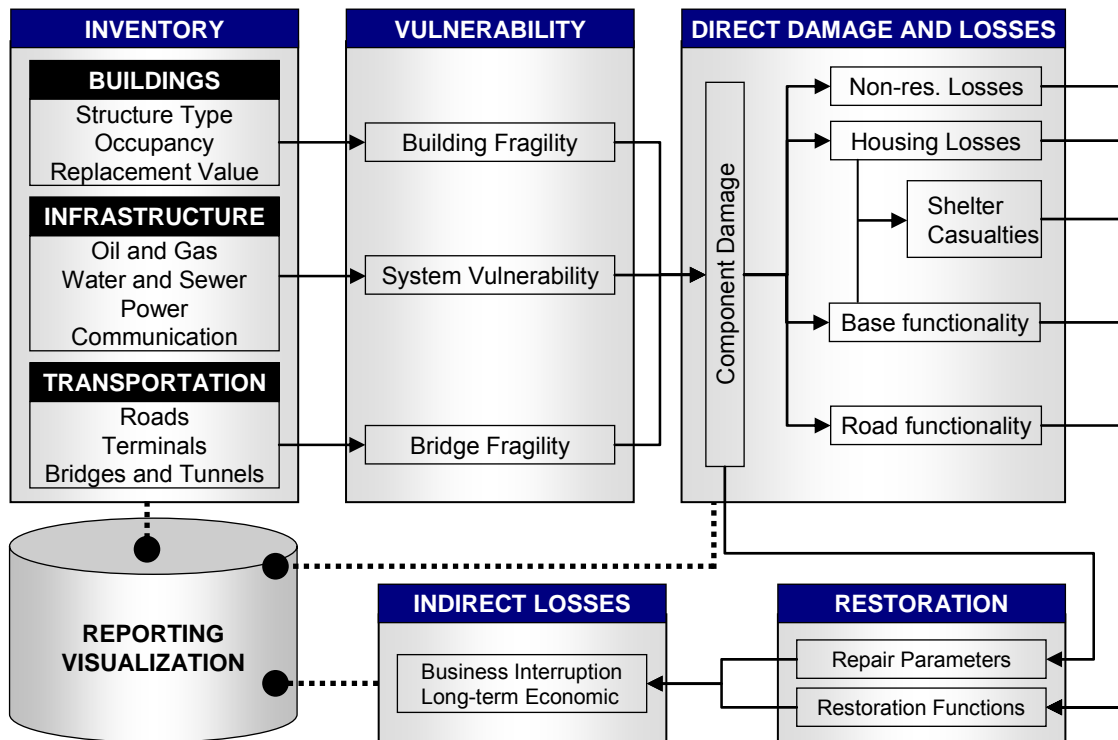 INVENTORY
BUILDINGS
Structure Type
Occupancy
Replacement Value
INFRASTRUCTURE
Oil and Gas
Water and Sewer
Power
Communication
TRANSPORTATION
Roads
Terminals
Bridges and Tunnels
VULNERABILITY
Building Fragility
System Vulnerability
Bridge Fragility
DIRECT DAMAGE AND LOSSES
Component Damage
Non-res. Losses
Housing Losses
Shelter
Casualties
Base functionality
Road functionality
REPORTING
VISUALIZATION
INDIRECT LOSSES
Business Interruption
Long-term Economic
RESTORATION
Repair Parameters
Restoration Functions